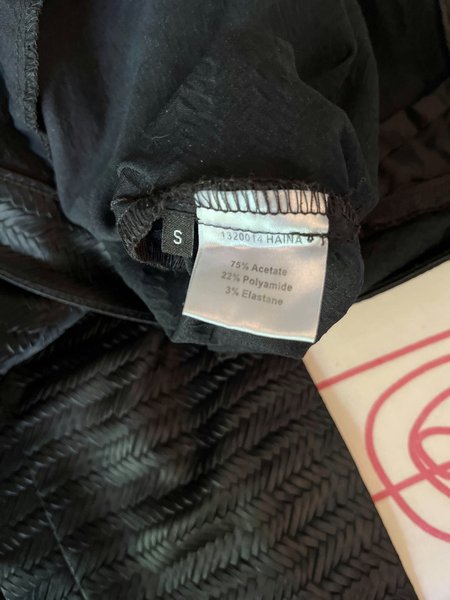 S
1320014 HAINA
75% Acetate
22% Polyamide
3% Elastane